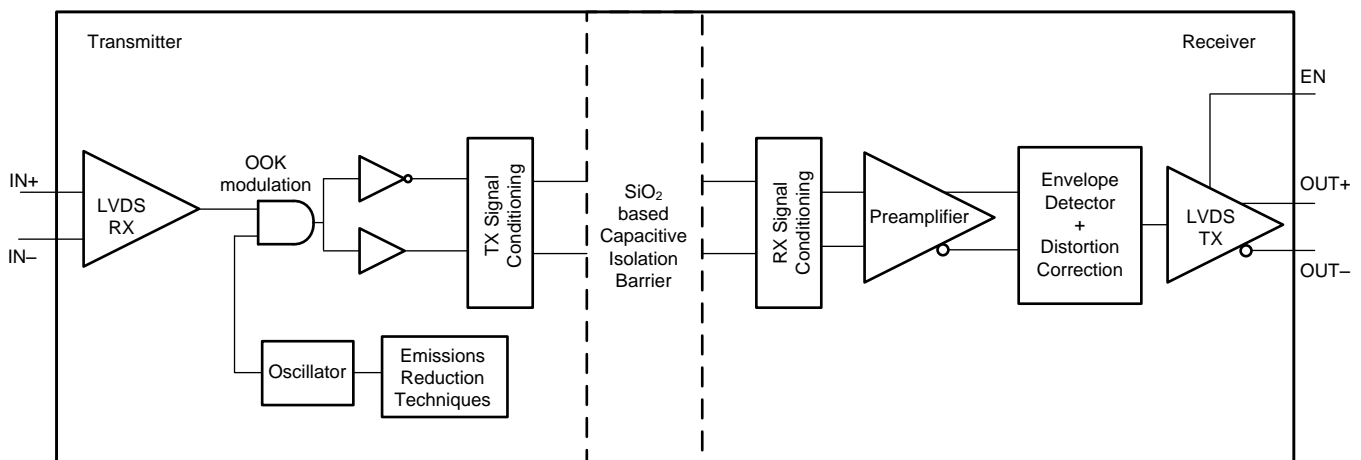 Transmitter
Receiver
EN
IN+
IN–
LVDS
RX
OOK
modulation
TX Signal
Conditioning
SiO₂
based
Capacitive
Isolation
Barrier
RX Signal
Conditioning
Preamplifier
Envelope
Detector
+
Distortion
Correction
LVDS
TX
OUT+
OUT–
Oscillator
Emissions
Reduction
Techniques